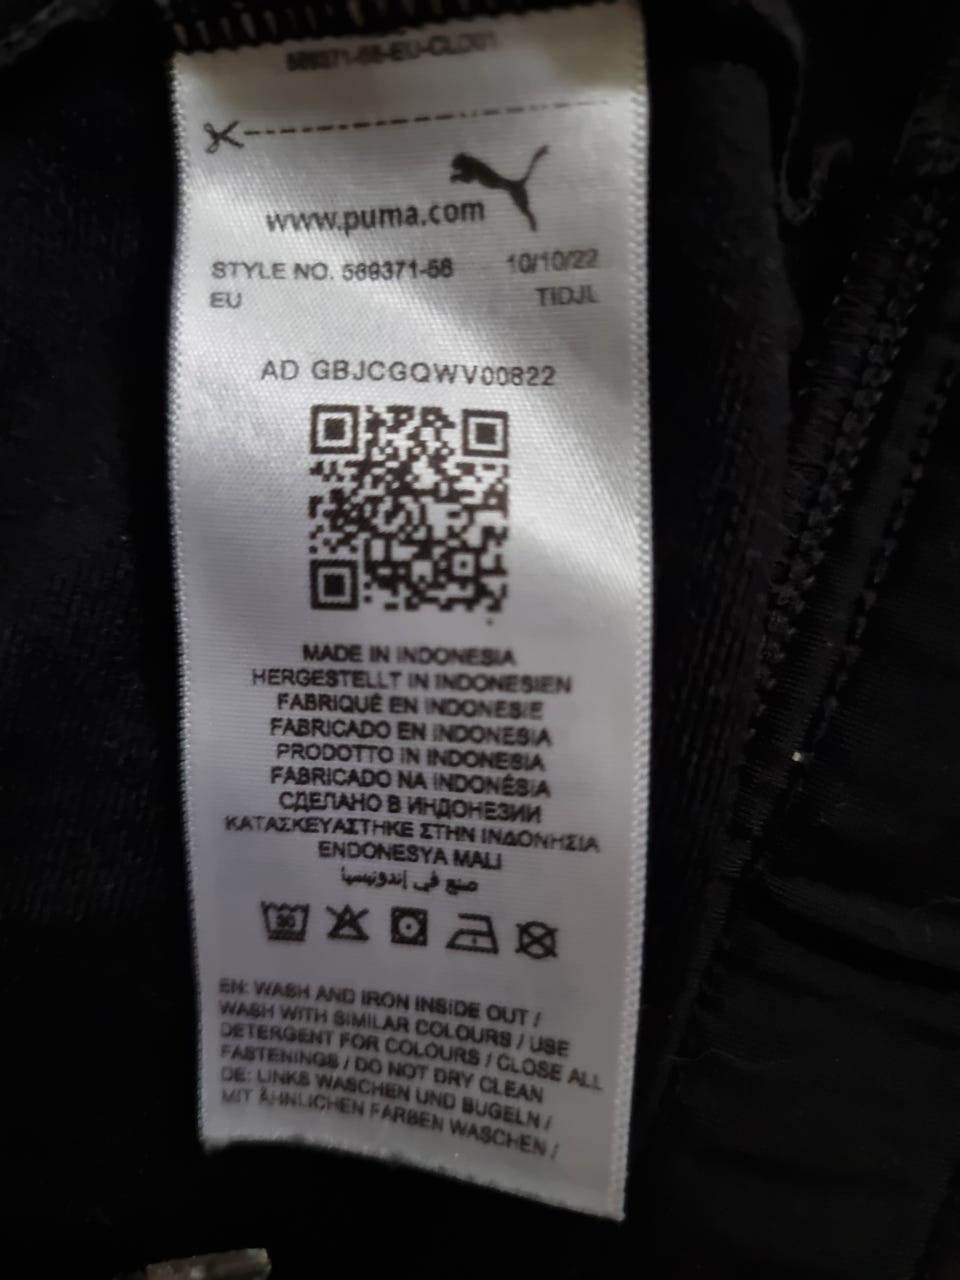 www.puma.com
STYLE NO. 589371-56 10/10/22
EU TIDJL
AD GBJCGQWV00822
30
MADE IN INDONESIA
HERGESTELLT IN INDONESIEN
FABRIQUÉ EN INDONESIE
FABRICADO EN INDONESIA
PRODOTTO IN INDONESIA
FABRICADO NA INDONÉSIA
СДЕЛАНО В ИНДОНЕЗИИ
ΚΑΤΑΣΚΕΥΑΣΤΗΚΕ ΣΤΗΝ ΙΝΔΟΝΗΣΙΑ
ENDONESYA MALI
صنع في إندونيسيا
EN: WASH AND IRON INSIDE OUT /
WASH WITH SIMILAR COLOURS / USE
DETERGENT FOR COLOURS / CLOSE ALL
FASTENINGS / DO NOT DRY CLEAN
DE: LINKS WASCHEN UND BUGELN /
MIT ÄHNLICHEN FARBEN WASCHEN /